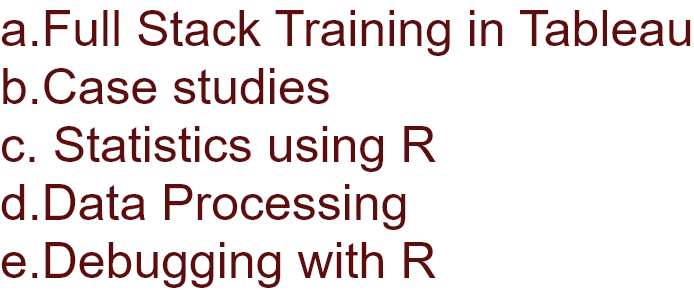 a.Full Stack Training in Tableau
b.Case studies
c. Statistics using R
d.Data Processing
e.Debugging with R